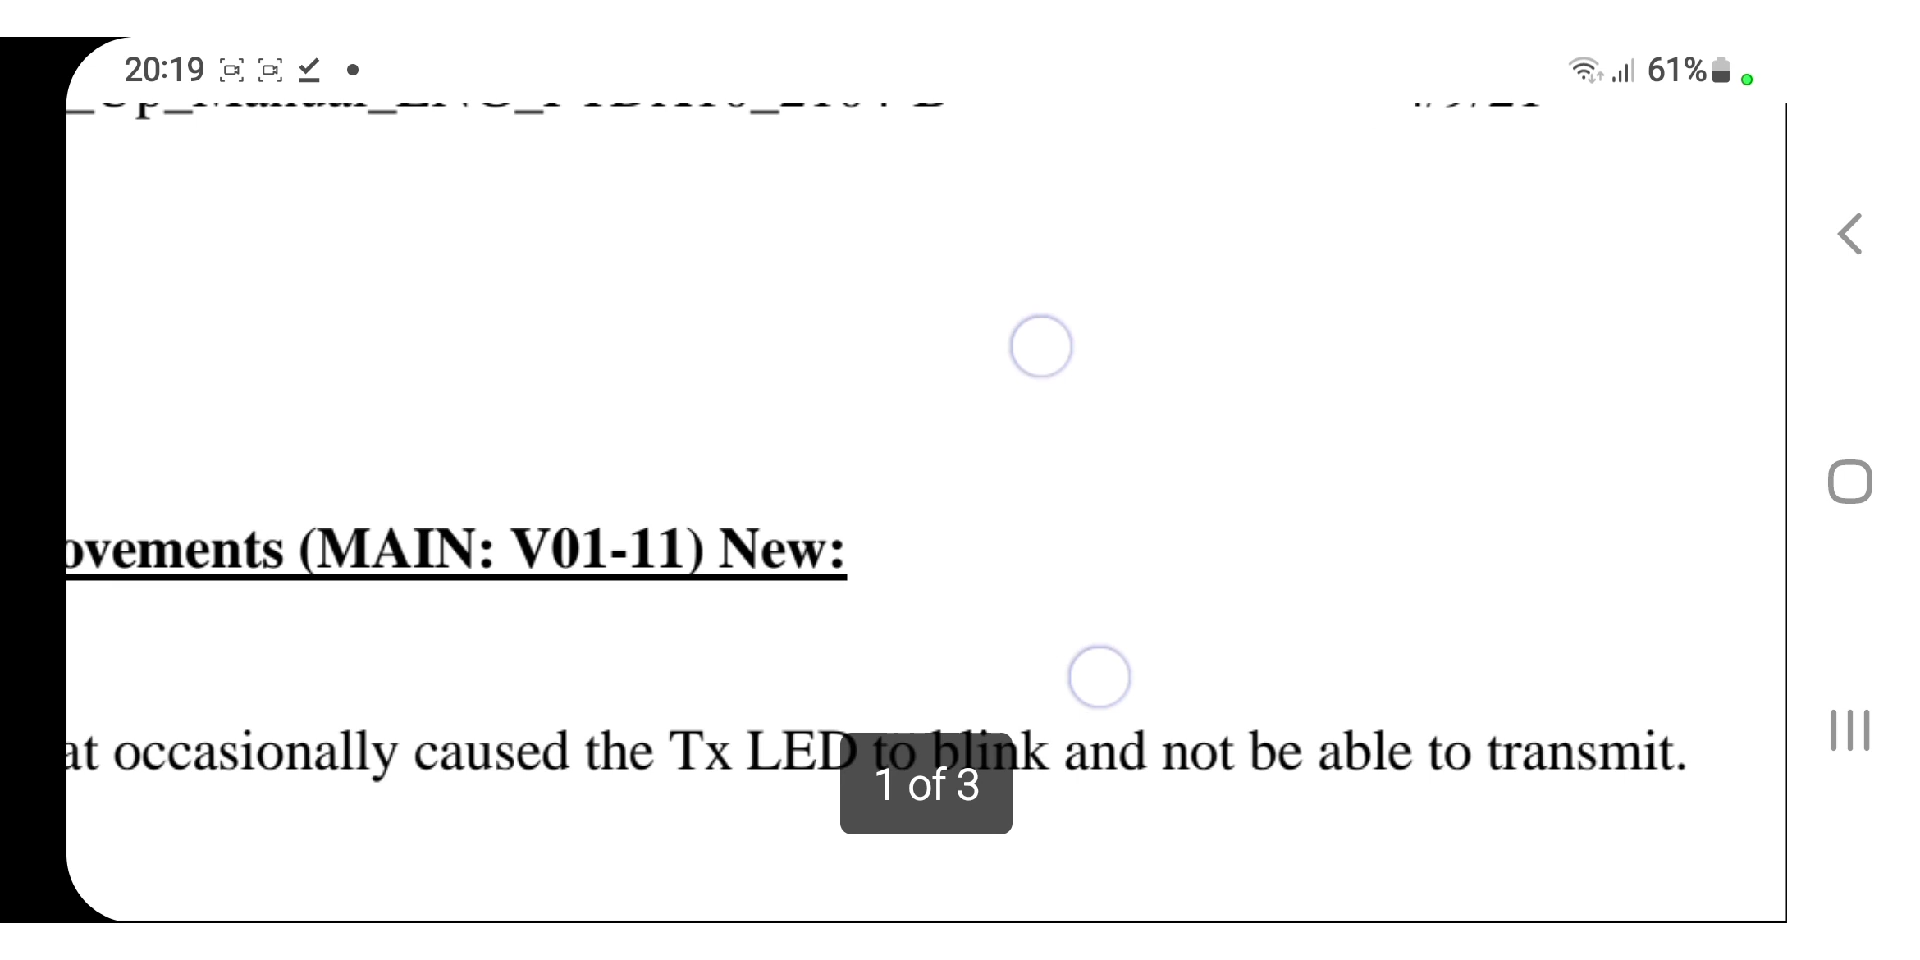 20:19 61%
ovements (MAIN: V01-11) New:
at occasionally caused the Tx LED to blink and not be able to transmit.
1 of 3